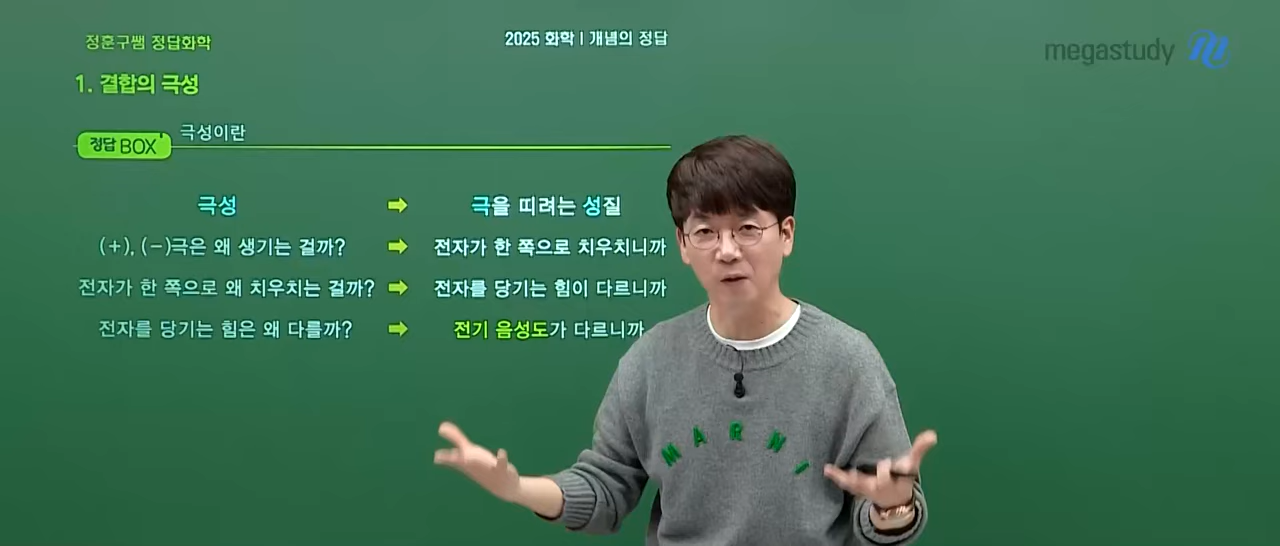 정훈구쌤 정답화학
2025 화학 I 개념의 정답
megastudy m
1. 결합의 극성
정답 BOX 극성이란
극성 ➡ 극을 띠려는 성질
(+), (−)극은 왜 생기는 걸까? ➡ 전자가 한 쪽으로 치우치니까
전자가 한 쪽으로 왜 치우치는 걸까? ➡ 전자를 당기는 힘이 다르니까
전자를 당기는 힘은 왜 다를까? ➡ 전기 음성도가 다르니까
MARNI